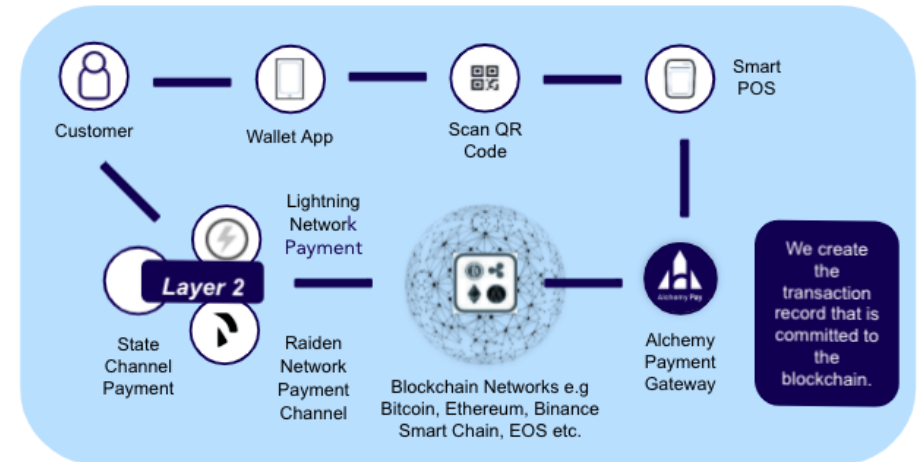 Customer
Wallet App
Scan QR
Code
Smart
POS
Lightning
Network
Payment
Layer 2
State
Channel
Payment
Raiden
Network
Payment
Channel
Blockchain Networks e.g
Bitcoin, Ethereum, Binance
Smart Chain, EOS etc.
Alchemy Pay
Alchemy
Payment
Gateway
We create
the
transaction
record that is
committed to
the
blockchain.